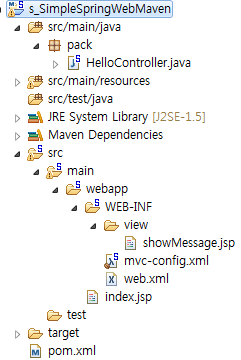 s_SimpleSpringWebMaven
src/main/java
pack
HelloController.java
src/main/resources
src/test/java
JRE System Library [J2SE-1.5]
Maven Dependencies
src
main
webapp
WEB-INF
view
showMessage.jsp
mvc-config.xml
web.xml
index.jsp
test
target
pom.xml